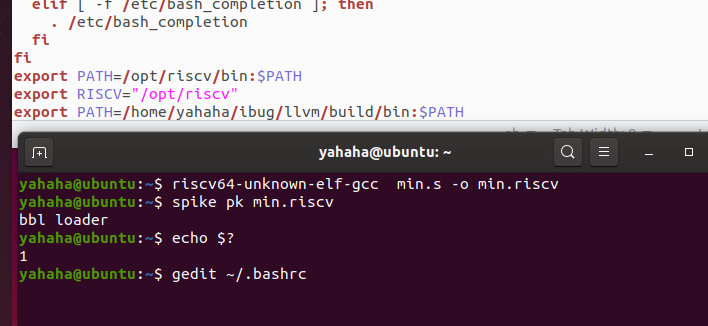 elif [ -f /etc/bash_completion ]; then
. /etc/bash_completion
fi
fi
export PATH=/opt/riscv/bin:$PATH
export RISCV="/opt/riscv"
export PATH=/home/yahaha/ibug/llvm/build/bin:$PATH
yahaha@ubuntu: ~
yahaha@ubuntu:~$ riscv64-unknown-elf-gcc  min.s -o min.riscv
yahaha@ubuntu:~$ spike pk min.riscv
bbl loader
yahaha@ubuntu:~$ echo $?
1
yahaha@ubuntu:~$ gedit ~/.bashrc